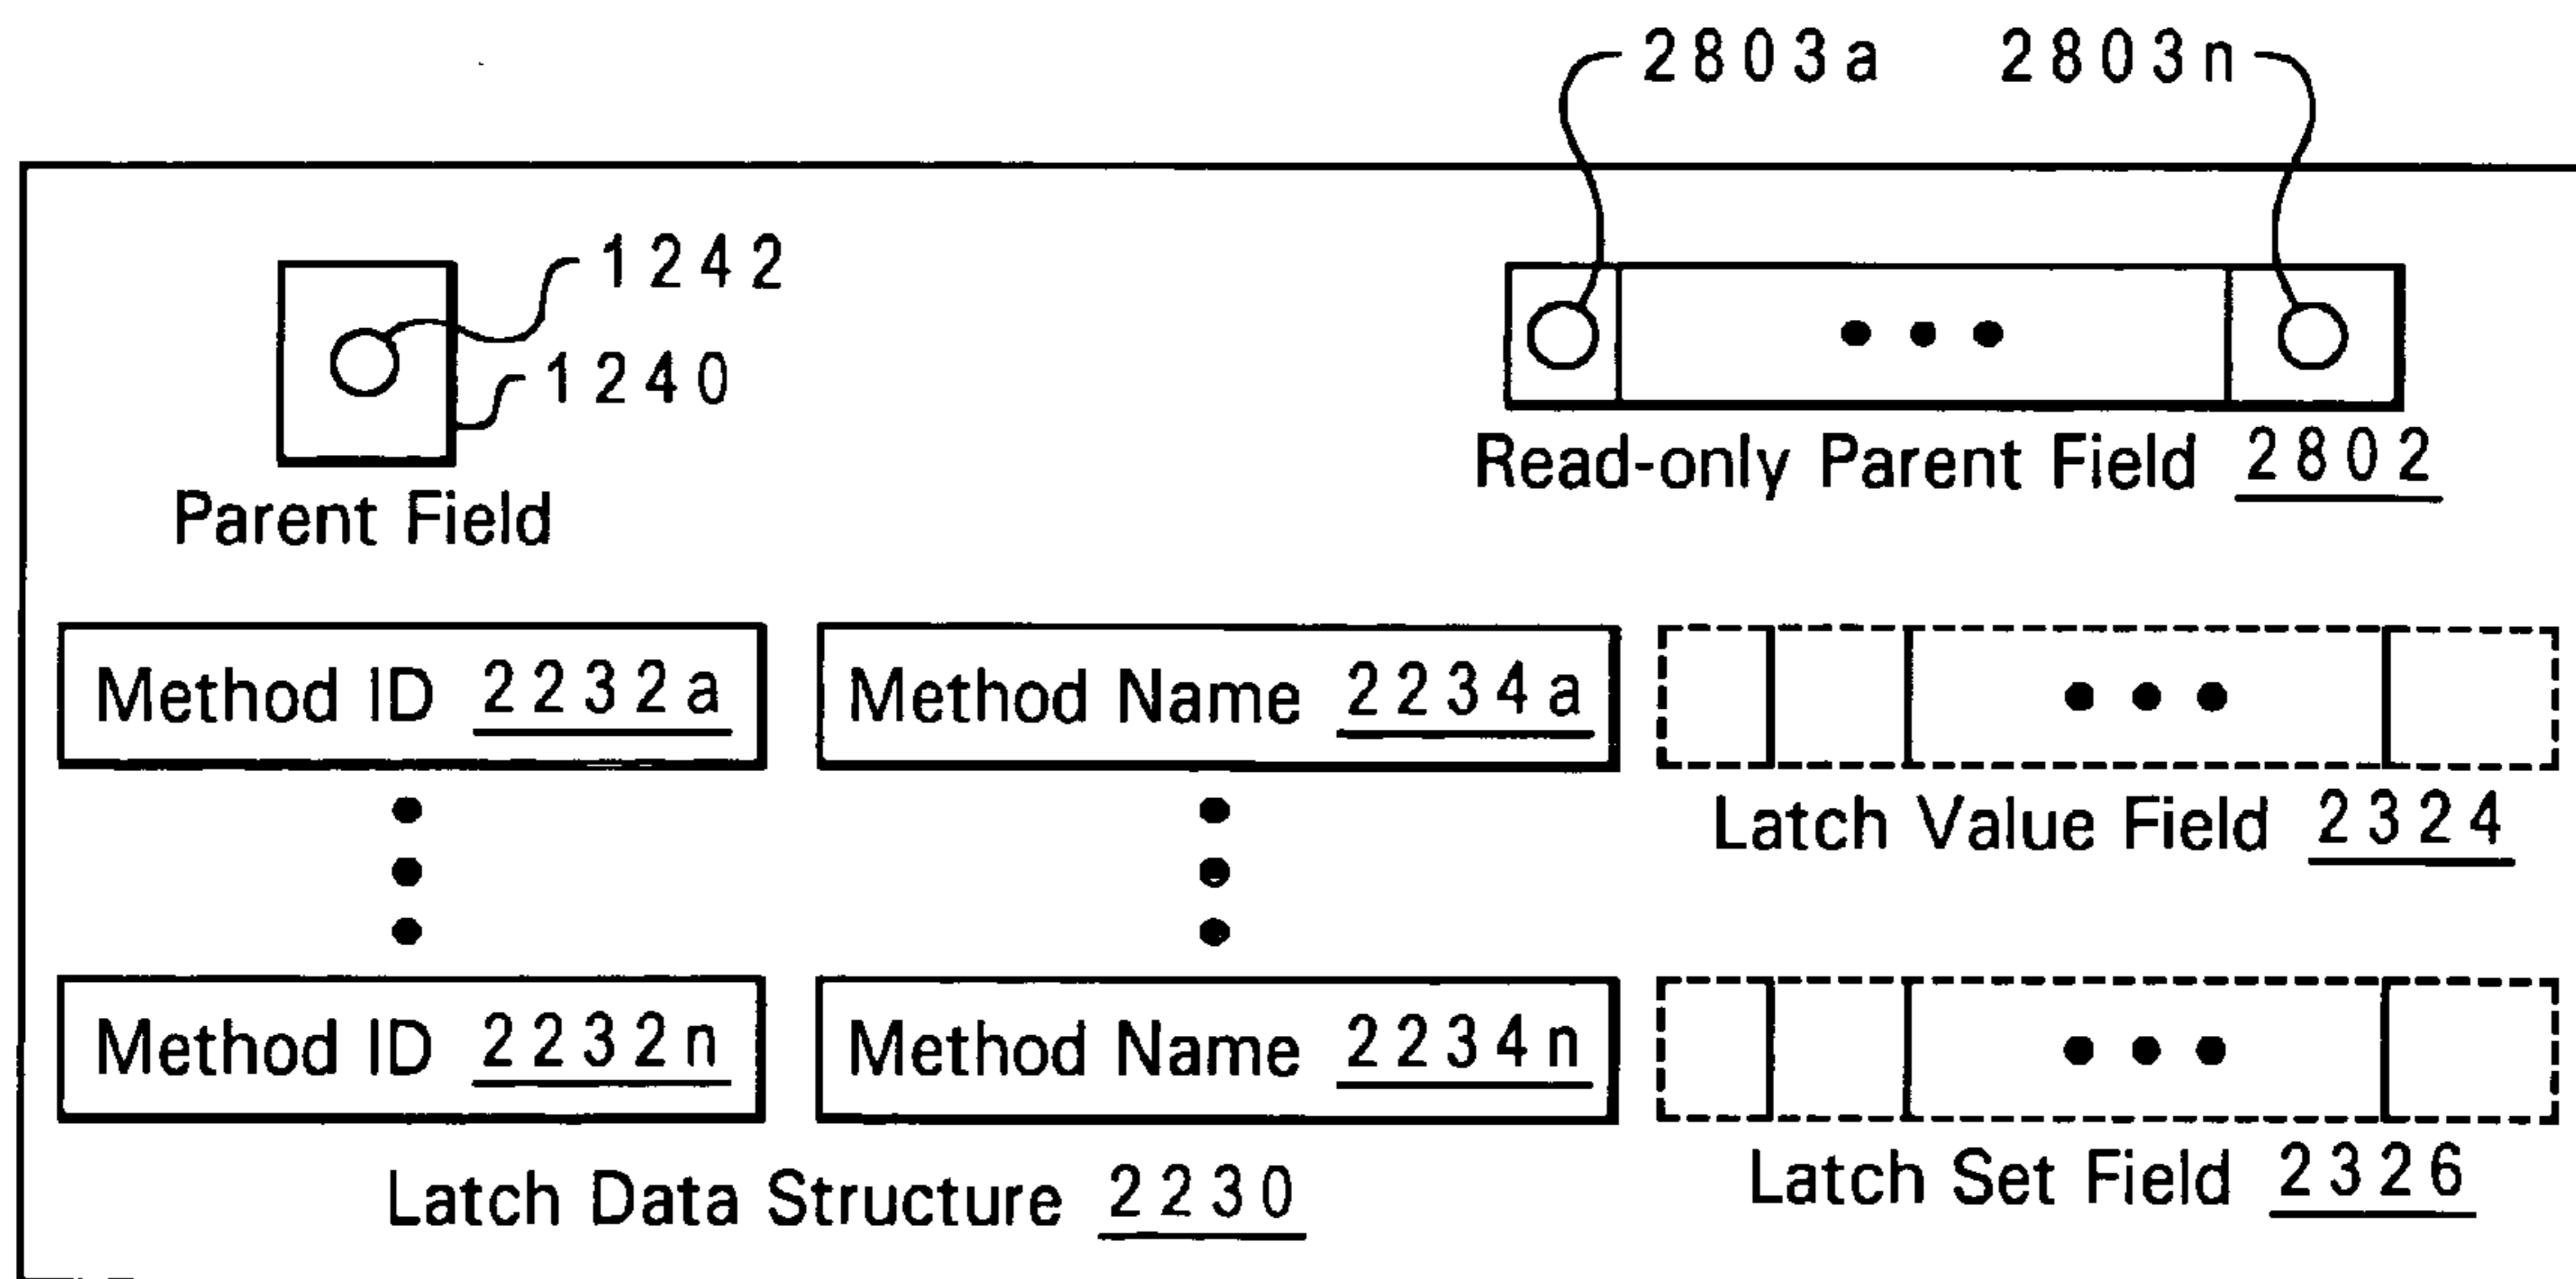 2803a 2803n
1242
1240
Parent Field
Read-only Parent Field 2802
Method ID 2232a
Method Name 2234a
Latch Value Field 2324
Method ID 2232n
Method Name 2234n
Latch Data Structure 2230
Latch Set Field 2326